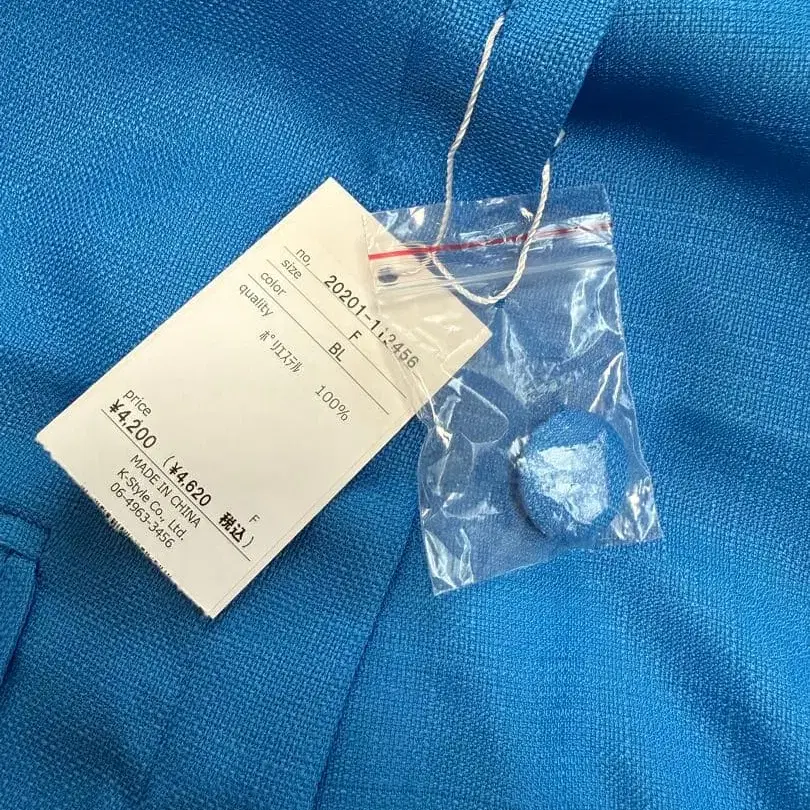 no, 20201-112456
size F
color BL
quality
ポリエステル 100%
price
¥4,200 (¥4,620 税込)
F
MADE IN CHINA
K-Style Co., Ltd.
06-4963-3456